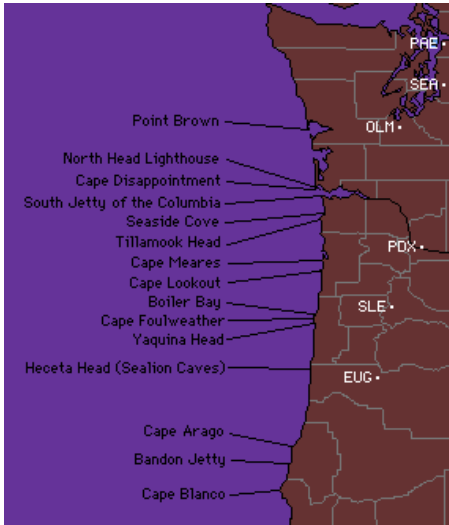 PAE
SEA
Point Brown
OLM
North Head Lighthouse
Cape Disappointment
South Jetty of the Columbia
Seaside Cove
Tillamook Head
PDX
Cape Meares
Cape Lookout
Boiler Bay
SLE
Cape Foulweather
Yaquina Head
Heceta Head (Sealion Caves)
EUG
Cape Arago
Bandon Jetty
Cape Blanco